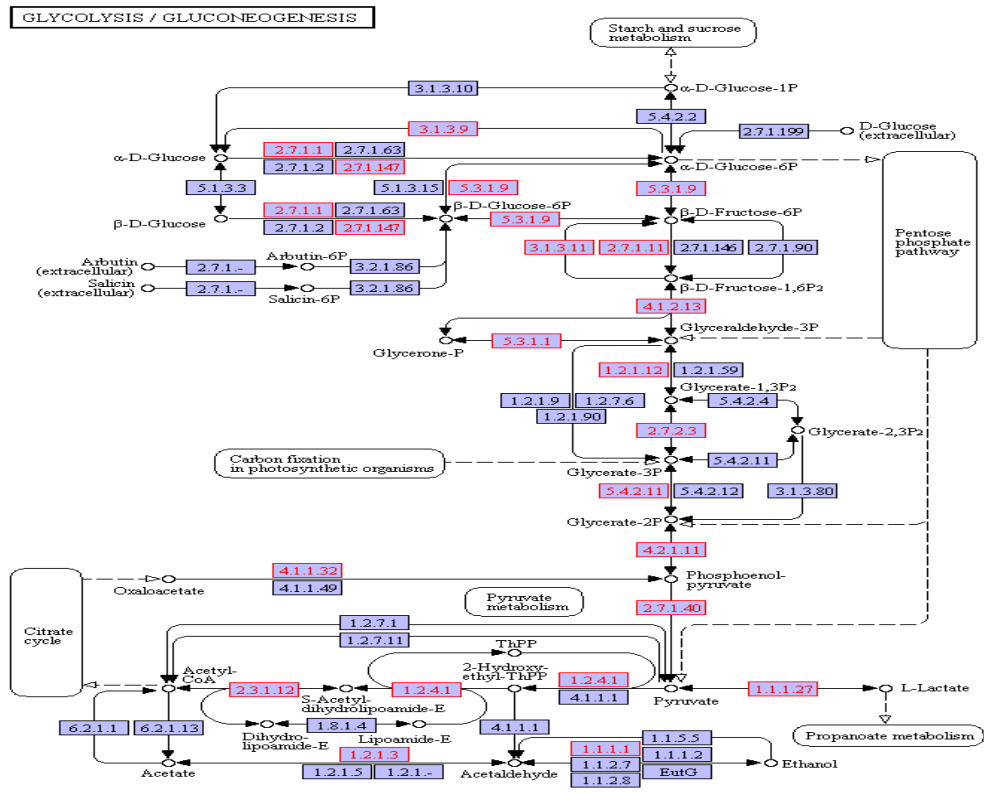 GLYCOLYSIS / GLUCONEOGENESIS
Starch and sucrose
metabolism
3.1.3.10
α-D-Glucose-1P
5.4.2.2
3.1.3.9
2.7.1.199
D-Glucose
(extracellular)
α-D-Glucose
2.7.1.1
2.7.1.63
2.7.1.2
2.7.1.147
α-D-Glucose-6P
5.1.3.3
5.1.3.15
5.3.1.9
5.3.1.9
β-D-Glucose
2.7.1.1
2.7.1.63
2.7.1.2
2.7.1.147
β-D-Glucose-6P
5.3.1.9
β-D-Fructose-6P
Pentose
phosphate
pathway
3.1.3.11
2.7.1.11
2.7.1.146
2.7.1.90
Arbutin
(extracellular)
2.7.1.-
Arbutin-6P
3.2.1.86
Salicin
(extracellular)
2.7.1.-
Salicin-6P
3.2.1.86
β-D-Fructose-1,6P2
4.1.2.13
Glyceraldehyde-3P
Glycerone-P
5.3.1.1
1.2.1.12
1.2.1.59
Glycerate-1,3P2
1.2.1.9
1.2.7.6
1.2.1.90
5.4.2.4
2.7.2.3
Glycerate-2,3P2
Carbon fixation
in photosynthetic organisms
5.4.2.11
Glycerate-3P
5.4.2.11
5.4.2.12
3.1.3.80
Glycerate-2P
4.2.1.11
4.1.1.32
4.1.1.49
Oxaloacetate
Phosphoenol-
pyruvate
Pyruvate
metabolism
2.7.1.40
Citrate
cycle
1.2.7.1
1.2.7.11
ThPP
Acetyl-
CoA
2-Hydroxy-
ethyl-ThPP
2.3.1.12
S-Acetyl-
dihydrolipoamide-E
1.2.4.1
1.2.4.1
4.1.1.1
Pyruvate
1.1.1.27
L-Lactate
6.2.1.1
6.2.1.13
Dihydro-
lipoamide-E
1.8.1.4
Lipoamide-E
4.1.1.1
Propanoate metabolism
Acetate
1.2.1.3
1.2.1.5
1.2.1.-
Acetaldehyde
1.1.1.1
1.1.5.5
1.1.1.2
1.1.2.7
1.1.2.8
EutG
Ethanol